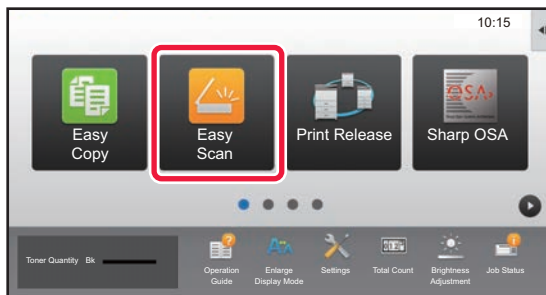 10:15
Easy
Copy
Easy
Scan
Print Release
Sharp OSA
Toner Quantity Bk
Operation
Guide
Enlarge
Display Mode
Settings
Total Count
Brightness
Adjustment
Job Status